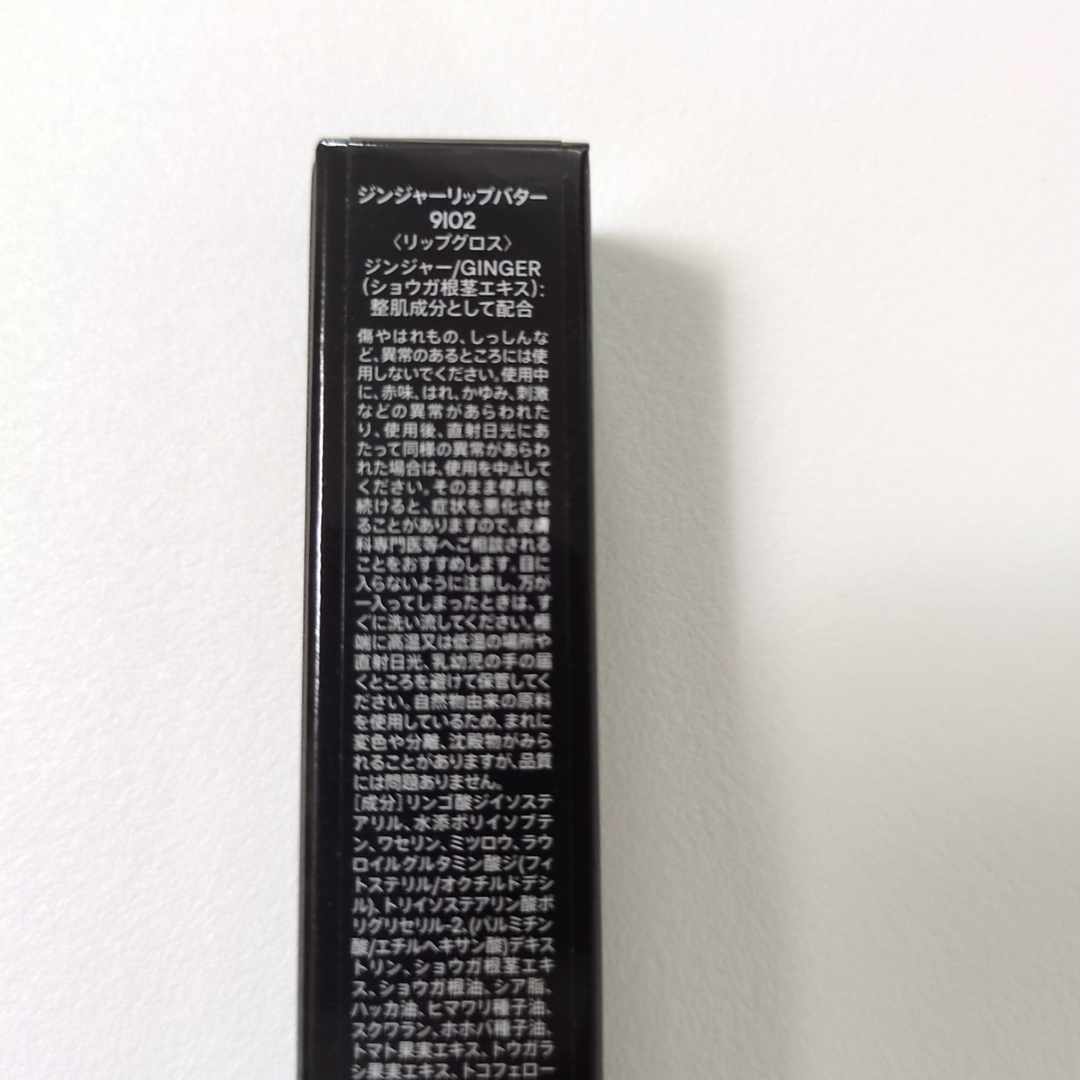 ジンジャーリップバター
9102
〈リップグロス〉
ジンジャー/GINGER
(ショウガ根茎エキス):
整肌成分として配合
傷やはれもの、しっしんな
ど、異常のあるところには使
用しないでください。使用中
に、赤味、はれ、かゆみ、刺激
などの異常があらわれた
り、使用後、直射日光にあ
たって同様の異常があらわ
れた場合は、使用を中止して
ください。そのまま使用を
続けると、症状を悪化させ
ることがありますので、皮膚
科専門医等へご相談される
ことをおすすめします。目に
入らないように注意し、万が
一入ってしまったときは、す
ぐに洗い流してください。極
端に高温又は低温の場所や
直射日光、乳幼児の手の届
くところを避けて保管してく
ださい。自然物由来の原料
を使用しているため、まれに
変色や分離、沈殿物がみら
れることがありますが、品質
には問題ありません。
[成分]リンゴ酸ジイソステ
アリル、水添ポリイソブテ
ン、ワセリン、ミツロウ、ラウ
ロイルグルタミン酸ジ(フィ
トステリル/オクチルドデシ
ル)、トリイソステアリン酸ポ
リグリセリル-2、(パルミチン
酸/エチルヘキサン酸)デキス
トリン、ショウガ根茎エキ
ス、ショウガ根油、シア脂、
ハッカ油、ヒマワリ種子油、
スクワラン、ホホバ種子油、
トマト果実エキス、トウガラ
シ果実エキス、トコフェロー